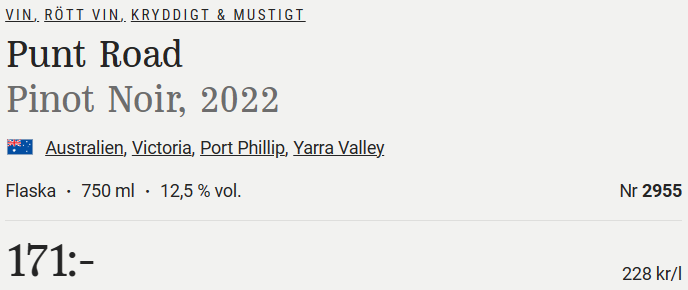 VIN, RÖTT VIN, KRYDDIGT & MUSTIGT
Punt Road
Pinot Noir, 2022
Australien, Victoria, Port Phillip, Yarra Valley
Flaska · 750 ml · 12,5 % vol. Nr 2955
171:- 228 kr/l